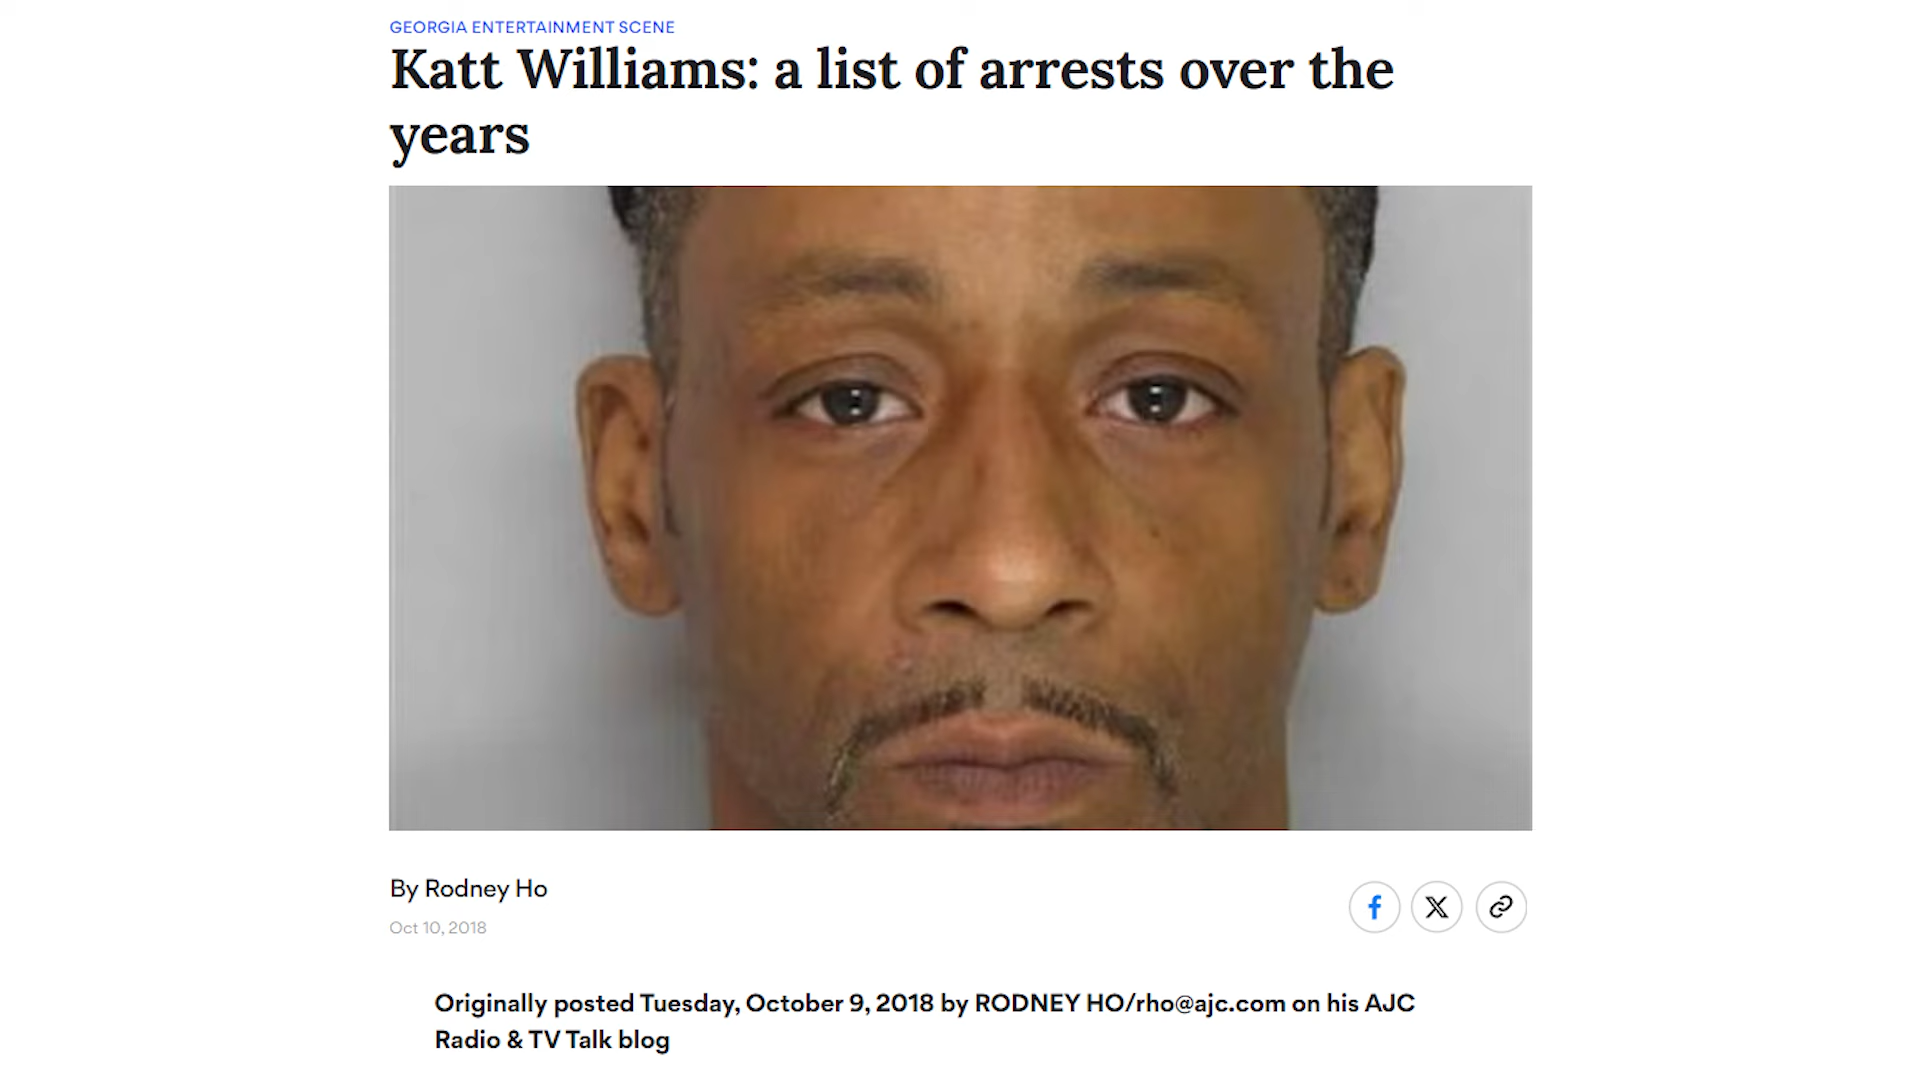 GEORGIA ENTERTAINMENT SCENE
Katt Williams: a list of arrests over the
years
By Rodney Ho
Oct 10, 2018
Originally posted Tuesday, October 9, 2018 by RODNEY HO/rho@ajc.com on his AJC
Radio & TV Talk blog